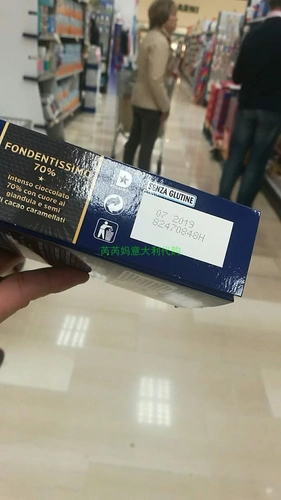 FONDENTISSIMO
70%
Intenso cioccolato
70% con cuore al
gianduia e semi
di cacao caramellati
SENZA GLUTINE
07 2019
82470848H
芮芮妈意大利代购